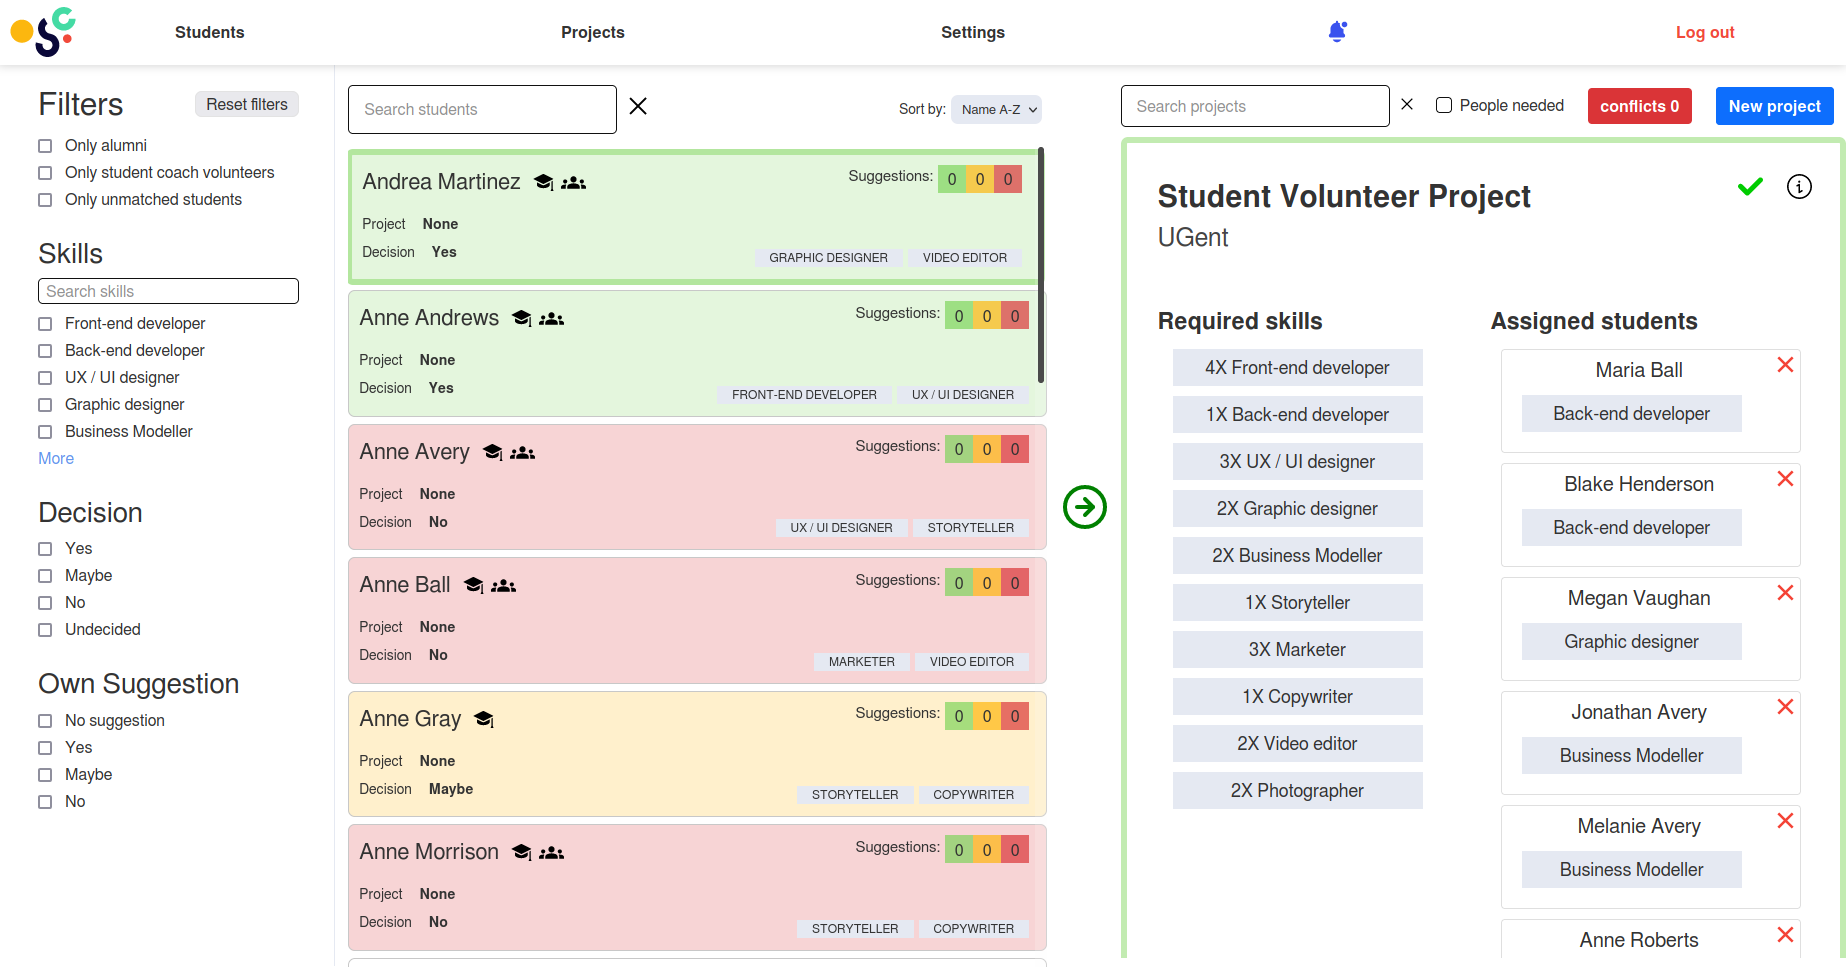 Students
Projects
Settings
Log out
Filters
Reset filters
Only alumni
Only student coach volunteers
Only unmatched students
Skills
Search skills
Front-end developer
Back-end developer
UX / UI designer
Graphic designer
Business Modeller
More
Decision
Yes
Maybe
No
Undecided
Own Suggestion
No suggestion
Yes
Maybe
No
Search students
Sort by: Name A-Z
Andrea Martinez
Suggestions: 0 0 0
Project None
Decision Yes
GRAPHIC DESIGNER VIDEO EDITOR
Anne Andrews
Suggestions: 0 0 0
Project None
Decision Yes
FRONT-END DEVELOPER UX / UI DESIGNER
Anne Avery
Suggestions: 0 0 0
Project None
Decision No
UX / UI DESIGNER STORYTELLER
Anne Ball
Suggestions: 0 0 0
Project None
Decision No
MARKETER VIDEO EDITOR
Anne Gray
Suggestions: 0 0 0
Project None
Decision Maybe
STORYTELLER COPYWRITER
Anne Morrison
Suggestions: 0 0 0
Project None
Decision No
STORYTELLER COPYWRITER
Search projects
People needed
conflicts 0
New project
Student Volunteer Project
UGent
Required skills
4X Front-end developer
1X Back-end developer
3X UX / UI designer
2X Graphic designer
2X Business Modeller
1X Storyteller
3X Marketer
1X Copywriter
2X Video editor
2X Photographer
Assigned students
Maria Ball
Back-end developer
Blake Henderson
Back-end developer
Megan Vaughan
Graphic designer
Jonathan Avery
Business Modeller
Melanie Avery
Business Modeller
Anne Roberts